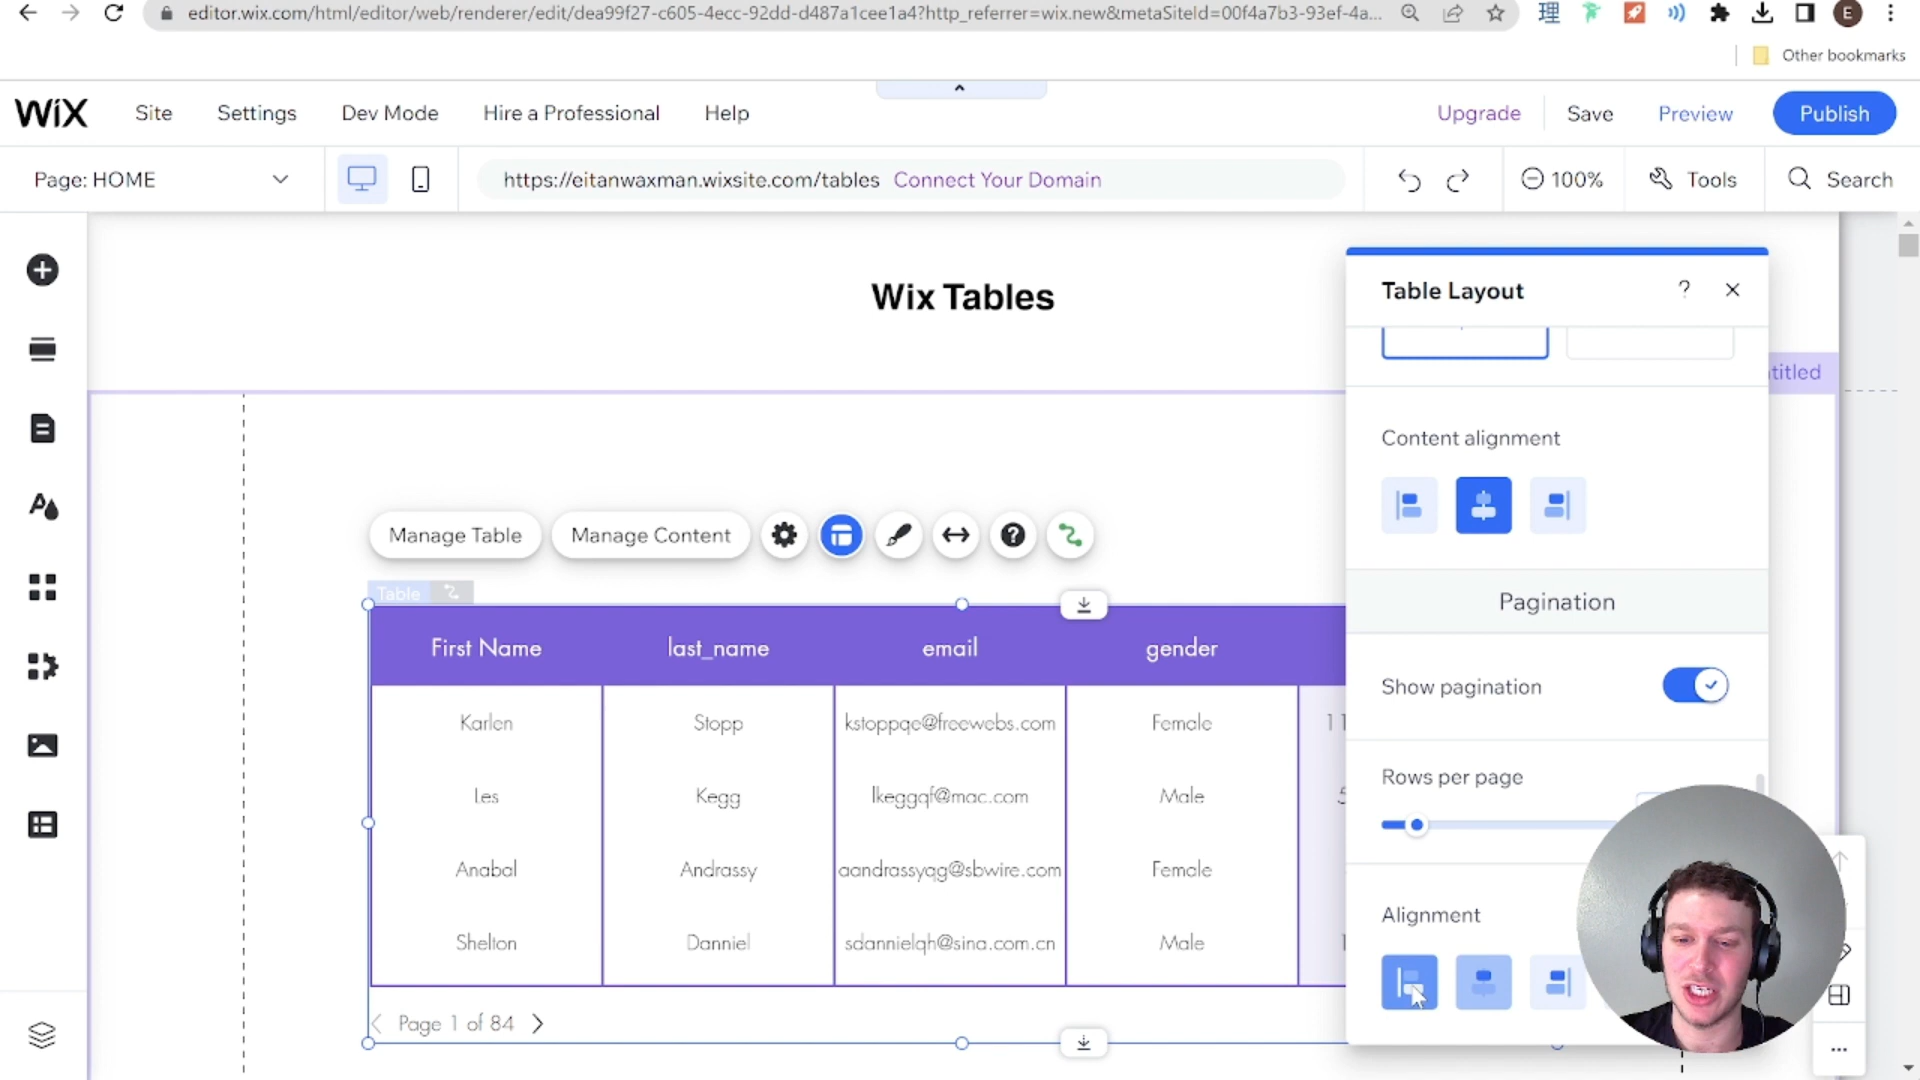 editor.wix.com/html/editor/web/renderer/edit/dea99f27-c605-4ecc-92dd-d487a1cee1a4?http_referrer=wix.new&metaSiteId=00f4a7b3-93ef-4a...
理
E
Other bookmarks
WiX
Site
Settings
Dev Mode
Hire a Professional
Help
Upgrade
Save
Preview
Publish
Page: HOME
https://eitanwaxman.wixsite.com/tables Connect Your Domain
100%
Tools
Search
Wix Tables
Table Layout
?
Content alignment
Manage Table
Manage Content
?
Table
First Name last_name email gender
Karlen Stopp kstoppqe@freewebs.com Female
Les Kegg lkeggqf@mac.com Male
Anabal Andrassy aandrassyqg@sbwire.com Female
Shelton Danniel sdannielqh@sina.com.cn Male
Page 1 of 84
Pagination
Show pagination
Rows per page
Alignment